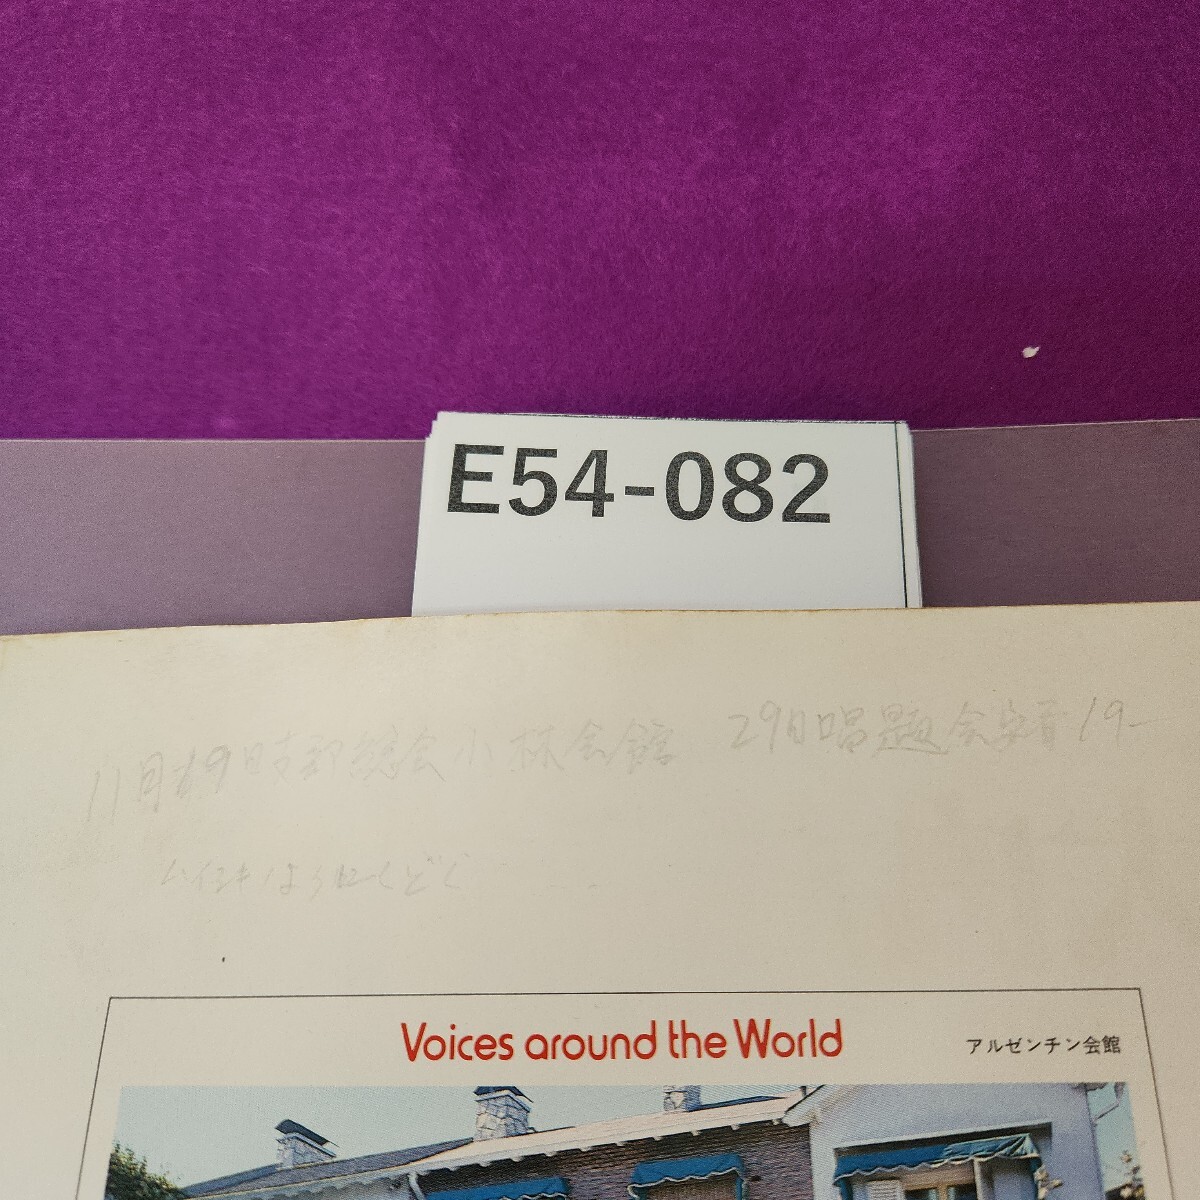 E54-082
11月19日支部総会小林会館 29日唱題会 19-
Voices around the World
アルゼンチン会館